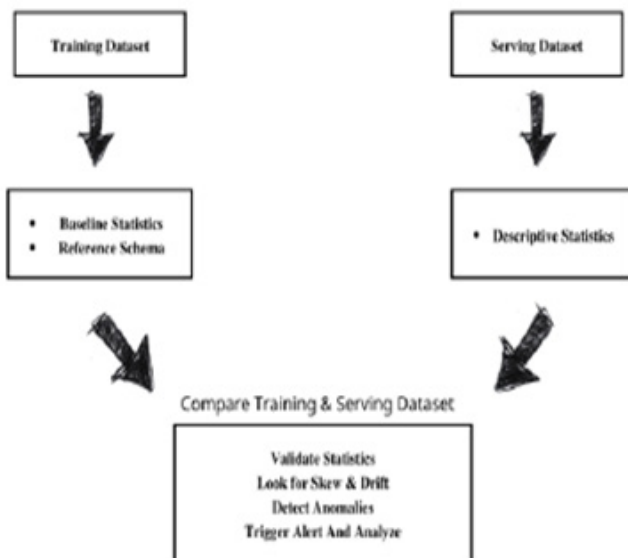 Training Dataset
Serving Dataset
• Baseline Statistics
• Reference Schema
• Descriptive Statistics
Compare Training & Serving Dataset
Validate Statistics
Look for Skew & Drift
Detect Anomalies
Trigger Alert And Analyze